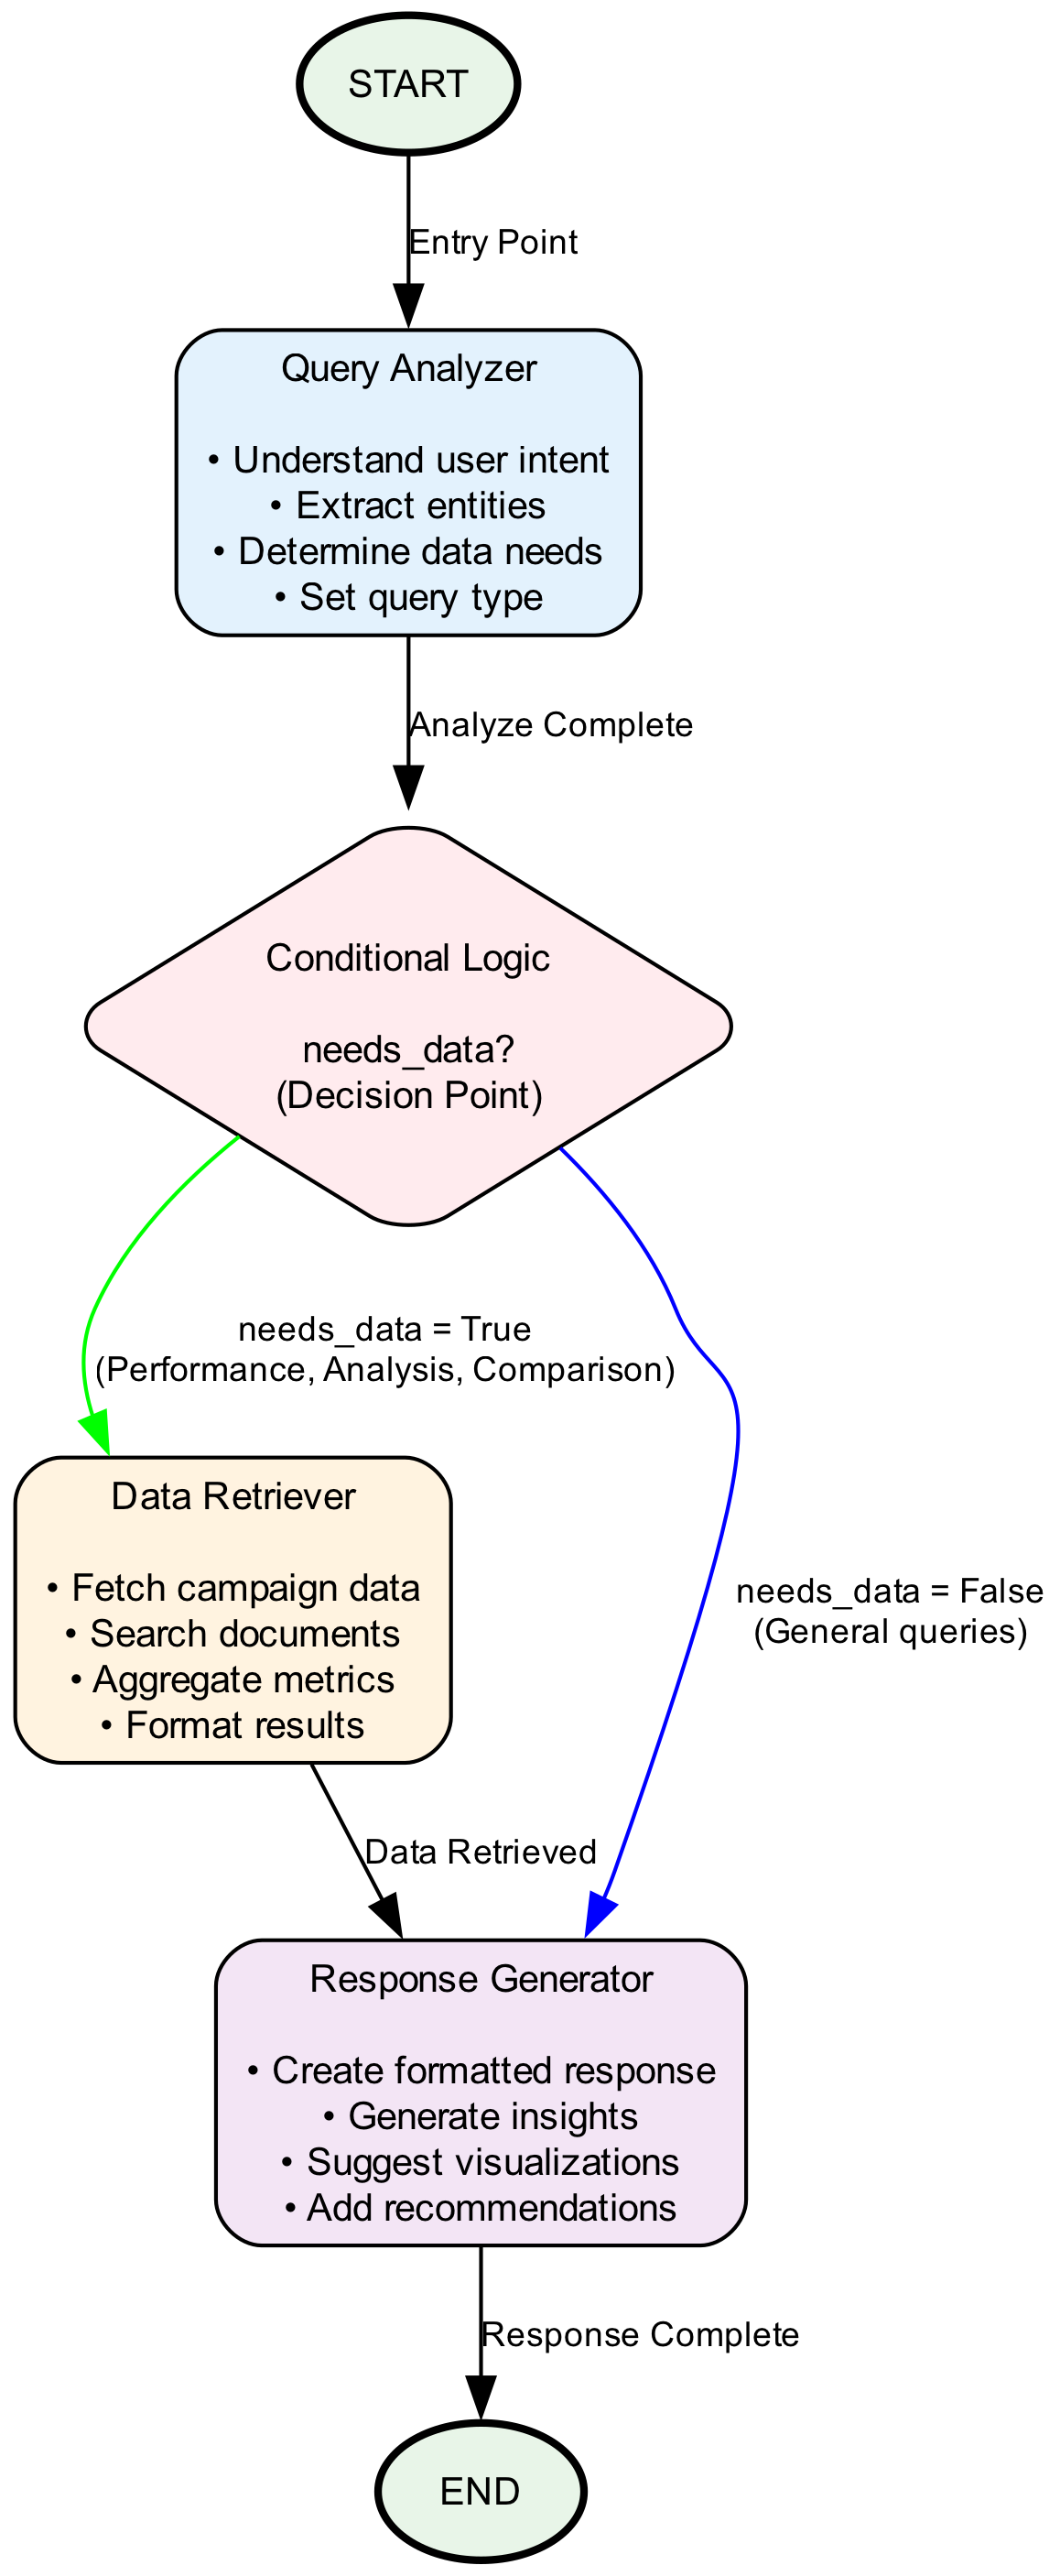 START
Entry Point
Query Analyzer
• Understand user intent
• Extract entities
• Determine data needs
• Set query type
Analyze Complete
Conditional Logic
needs_data?
(Decision Point)
needs_data = True
(Performance, Analysis, Comparison)
Data Retriever
• Fetch campaign data
• Search documents
• Aggregate metrics
• Format results
needs_data = False
(General queries)
Data Retrieved
Response Generator
• Create formatted response
• Generate insights
• Suggest visualizations
• Add recommendations
Response Complete
END